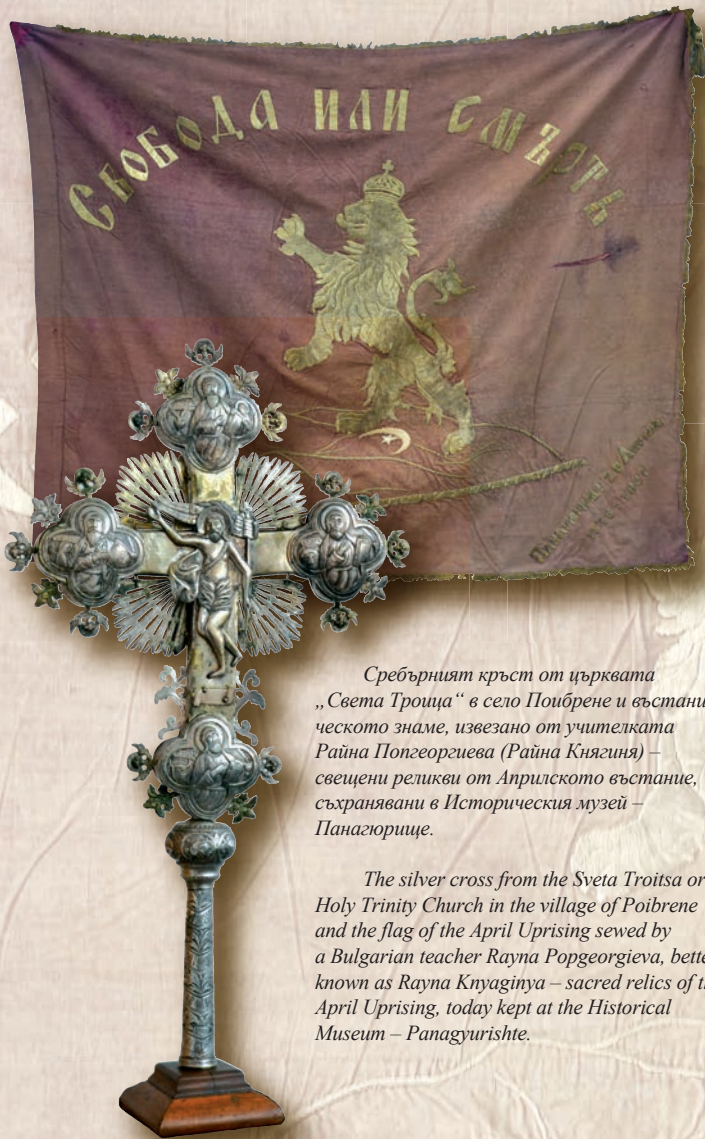 Свобода или смърть
Сребърният кръст от църквата
„Света Троица“ в село Поибрене и въстани
ческото знаме, извезано от учителката
Райна Попгеоргиева (Райна Княгиня) –
свещени реликви от Априлското въстание,
съхранявани в Историческия музей –
Панагюрище.
The silver cross from the Sveta Troitsa or
Holy Trinity Church in the village of Poibrene
and the flag of the April Uprising sewed by
a Bulgarian teacher Rayna Popgeorgieva, bette
known as Rayna Knyaginya – sacred relics of t
April Uprising, today kept at the Historical
Museum – Panagyurishte.